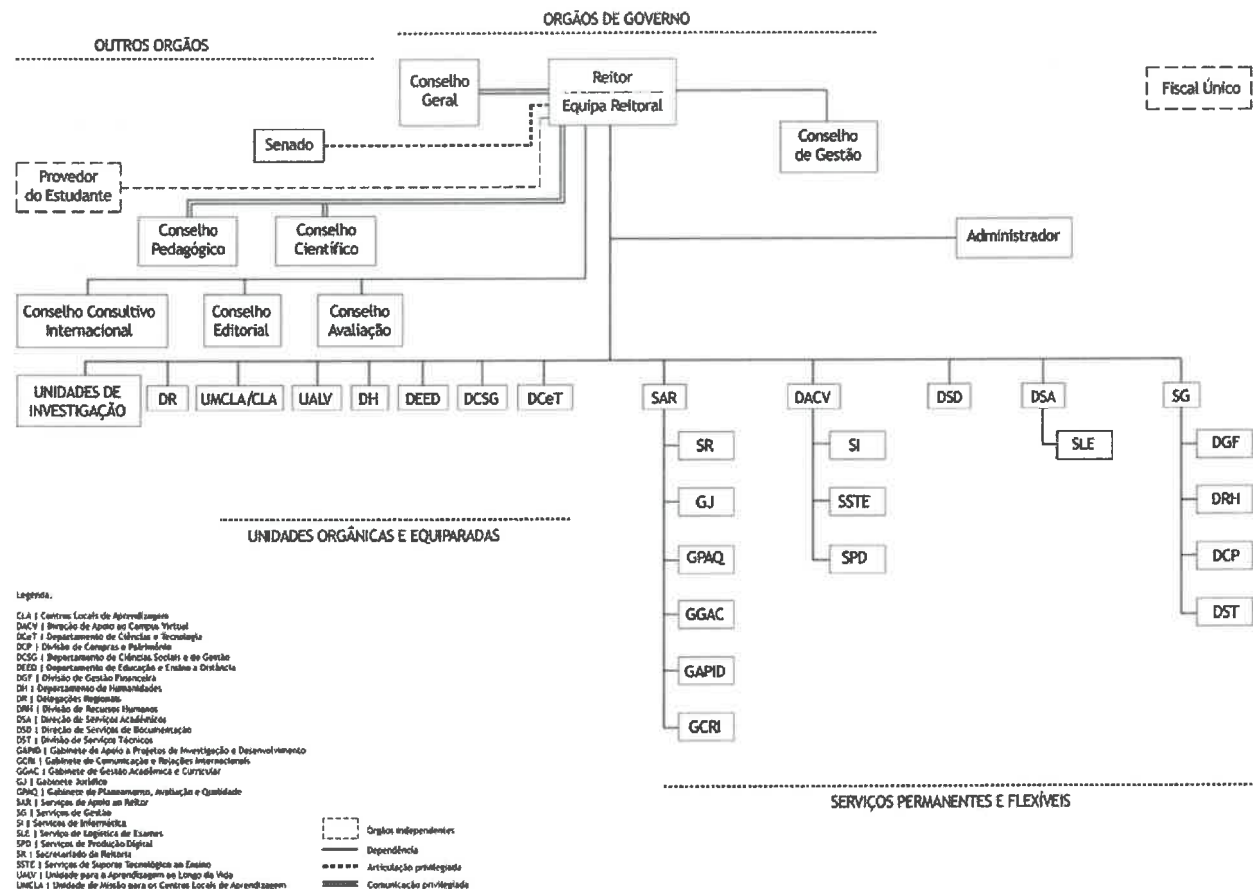 ORGÃOS DE GOVERNO
OUTROS ORGÃOS
Conselho
Geral
Reitor
Equipa Reitoral
Fiscal Único
Conselho
de Gestão
Senado
Provedor
do Estudante
Conselho
Pedagógico
Conselho
Científico
Administrador
Conselho Consultivo
Internacional
Conselho
Editorial
Conselho
Avaliação
UNIDADES DE
INVESTIGAÇÃO
DR
UMCLA/CLA
UALV
DH
DEED
DCSG
DCeT
SAR
DACV
DSD
DSA
SG
SR
GJ
GPAQ
GGAC
GAPID
GCRI
SI
SSTE
SPD
SLE
DGF
DRH
DCP
DST
UNIDADES ORGÂNICAS E EQUIPARADAS
SERVIÇOS PERMANENTES E FLEXÍVEIS
Legenda.
CLA | Centros Locais de Aprendizagem
DACV | Direção de Apoio ao Campus Virtual
DCeT | Departamento de Ciências e Tecnologia
DCP | Divisão de Compras e Património
DCSG | Departamento de Ciências Sociais e de Gestão
DEED | Departamento de Educação e Ensino a Distância
DGF | Divisão de Gestão Financeira
DH | Departamento de Humanidades
DR | Delegações Regionais
DRH | Divisão de Recursos Humanos
DSA | Direção de Serviços Académicos
DSD | Direção de Serviços de Documentação
DST | Divisão de Serviços Técnicos
GAPID | Gabinete de Apoio a Projetos de Investigação e Desenvolvimento
GCRI | Gabinete de Comunicação e Relações Internacionais
GGAC | Gabinete de Gestão Académica e Curricular
GJ | Gabinete Jurídico
GPAQ | Gabinete de Planeamento, Avaliação e Qualidade
SAR | Serviços de Apoio ao Reitor
SG | Serviços de Gestão
SI | Serviços de Informática
SLE | Serviço de Logística de Exames
SPD | Serviços de Produção Digital
SR | Secretariado da Reitoria
SSTE | Serviços de Suporte Tecnológico ao Ensino
UALV | Unidade para a Aprendizagem ao Longo da Vida
UMCLA | Unidade de Missão para os Centros Locais de Aprendizagem
Orgãos independentes
Dependência
Articulação privilegiada
Comunicação privilegiada